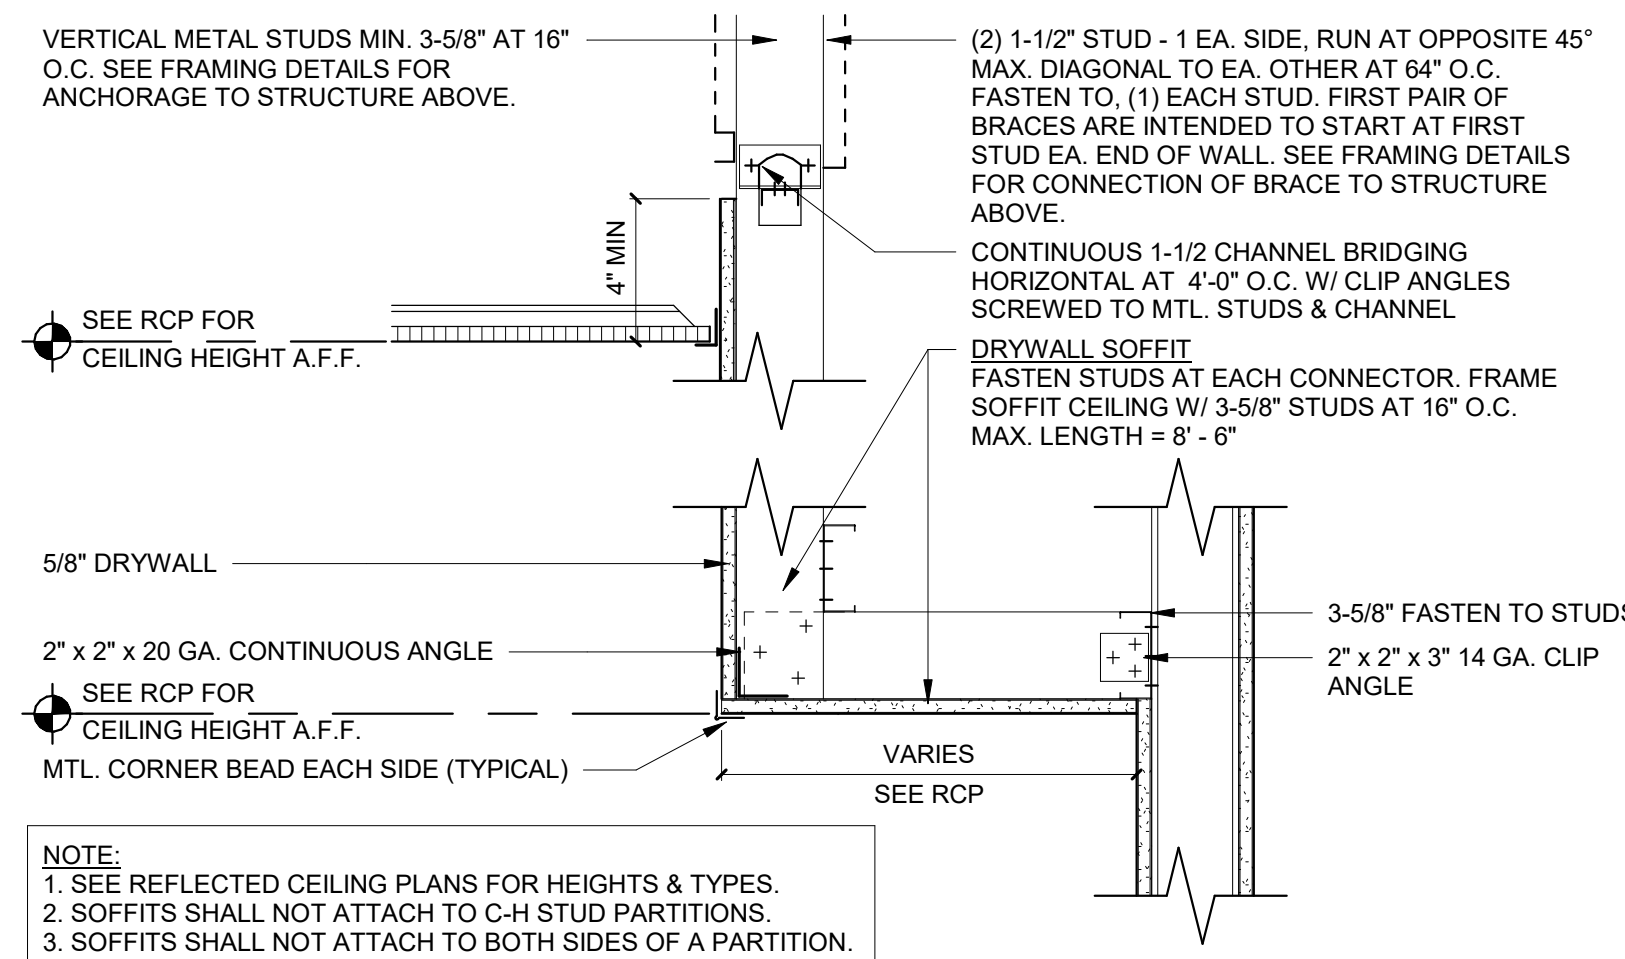 VERTICAL METAL STUDS MIN. 3-5/8" AT 16"
O.C. SEE FRAMING DETAILS FOR
ANCHORAGE TO STRUCTURE ABOVE.
(2) 1-1/2" STUD - 1 EA. SIDE, RUN AT OPPOSITE 45°
MAX. DIAGONAL TO EA. OTHER AT 64" O.C.
FASTEN TO, (1) EACH STUD. FIRST PAIR OF
BRACES ARE INTENDED TO START AT FIRST
STUD EA. END OF WALL. SEE FRAMING DETAILS
FOR CONNECTION OF BRACE TO STRUCTURE
ABOVE.
4" MIN
CONTINUOUS 1-1/2 CHANNEL BRIDGING
HORIZONTAL AT 4'-0" O.C. W/ CLIP ANGLES
SCREWED TO MTL. STUDS & CHANNEL
SEE RCP FOR
CEILING HEIGHT A.F.F.
DRYWALL SOFFIT
FASTEN STUDS AT EACH CONNECTOR. FRAME
SOFFIT CEILING W/ 3-5/8" STUDS AT 16" O.C.
MAX. LENGTH = 8' - 6"
5/8" DRYWALL
3-5/8" FASTEN TO STUDS
2" x 2" x 20 GA. CONTINUOUS ANGLE
2" x 2" x 3" 14 GA. CLIP
ANGLE
SEE RCP FOR
CEILING HEIGHT A.F.F.
MTL. CORNER BEAD EACH SIDE (TYPICAL)
VARIES
SEE RCP
NOTE:
1. SEE REFLECTED CEILING PLANS FOR HEIGHTS & TYPES.
2. SOFFITS SHALL NOT ATTACH TO C-H STUD PARTITIONS.
3. SOFFITS SHALL NOT ATTACH TO BOTH SIDES OF A PARTITION.